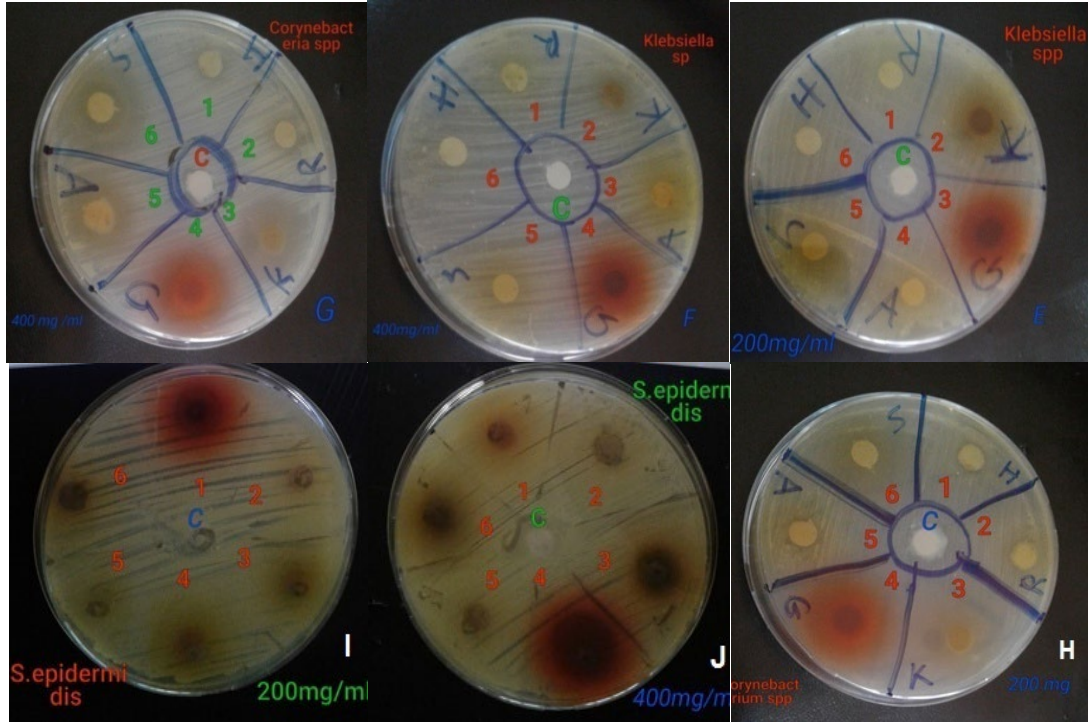 Corynebact
eria spp
H
1
6
C
2
R
5
3
4
A
G
K
400 mg /ml
G
Klebsiella
sp
R
H
K
1
2
6
3
C
5
4
A
S
G
400mg/ml
F
Klebsiella
spp
R
H
K
1
2
6
C
3
5
4
S
A
G
200mg/ml
E
6
1
2
C
5
3
4
S.epidermi
dis
200mg/ml
I
S.epiderm
dis
1
2
C
6
3
5
4
J
400mg/m
S
H
A
6
1
C
2
5
4
3
R
G
K
H
orynebact
rium spp
200 mg